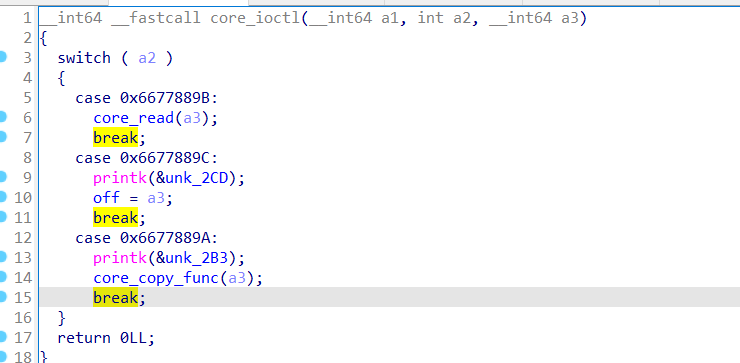 1 __int64 __fastcall core_ioctl(__int64 a1, int a2, __int64 a3)
2 {
3   switch ( a2 )
4   {
5     case 0x6677889B:
6       core_read(a3);
7       break;
8     case 0x6677889C:
9       printk(&unk_2CD);
10       off = a3;
11       break;
12     case 0x6677889A:
13       printk(&unk_2B3);
14       core_copy_func(a3);
15       break;
16   }
17   return 0LL;
18 }